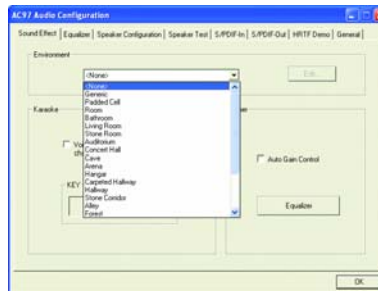 AC97 Audio Configuration
Sound Effect | Equalizer | Speaker Configuration | Speaker Test | S/PDIF-In | S/PDIF-Out | HRTF Demo | General
Environment
<None>
Edit
<None>
Generic
Padded Cell
Room
Bathroom
Living Room
Stone Room
Auditorium
Concert Hall
Cave
Arena
Hangar
Carpeted Hallway
Hallway
Stone Corridor
Alley
Forest
Karaoke
Auto Gain Control
KEY
Equalizer
OK